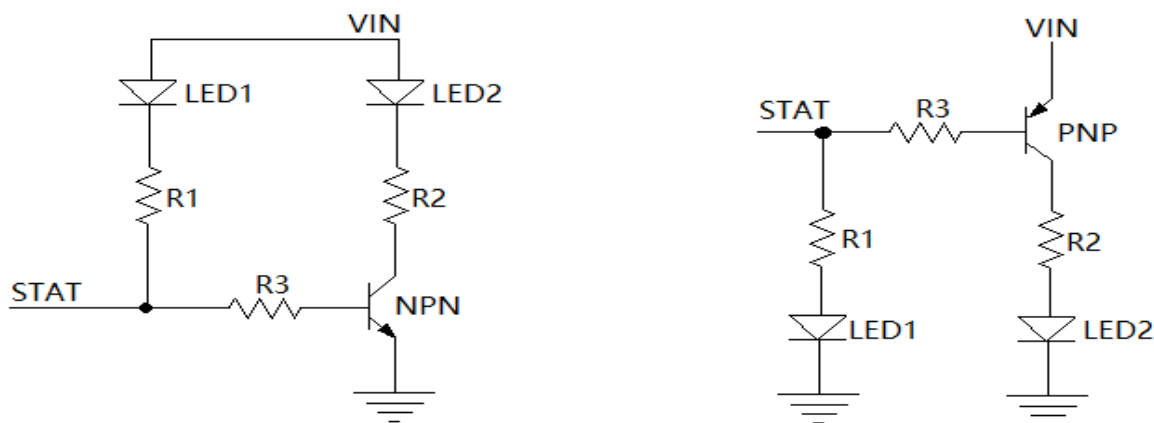 VIN
LED1
LED2
R1
R2
R3
STAT
NPN
VIN
STAT
R3
PNP
R1
R2
LED1
LED2